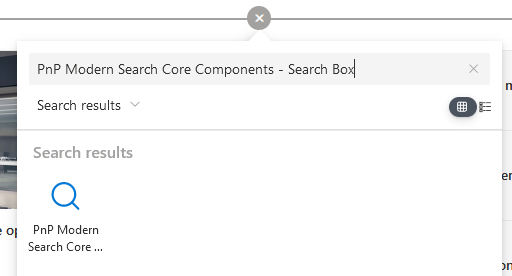 PnP Modern Search Core Components - Search Box
Search results
Search results
PnP Modern
Search Core ...